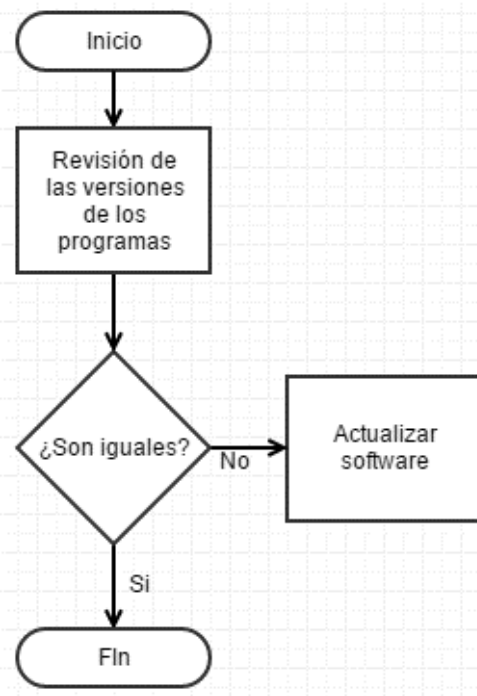 Inicio
Revisión de
las versiones
de los
programas
¿Son iguales?
No
Actualizar
software
Si
FIn